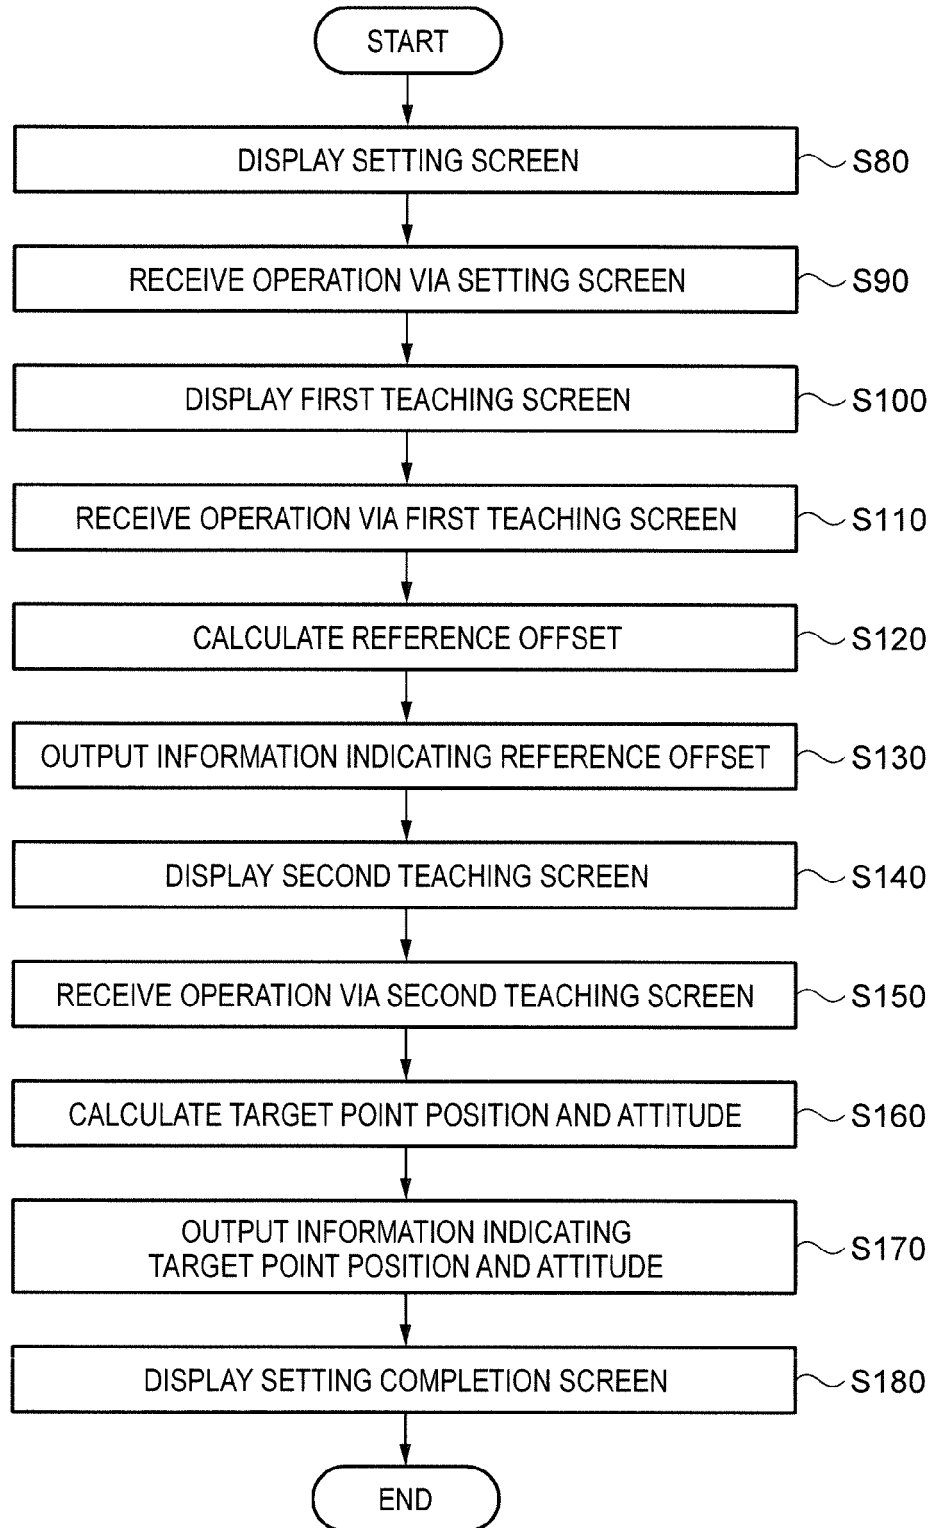 START
DISPLAY SETTING SCREEN S80
RECEIVE OPERATION VIA SETTING SCREEN S90
DISPLAY FIRST TEACHING SCREEN S100
RECEIVE OPERATION VIA FIRST TEACHING SCREEN S110
CALCULATE REFERENCE OFFSET S120
OUTPUT INFORMATION INDICATING REFERENCE OFFSET S130
DISPLAY SECOND TEACHING SCREEN S140
RECEIVE OPERATION VIA SECOND TEACHING SCREEN S150
CALCULATE TARGET POINT POSITION AND ATTITUDE S160
OUTPUT INFORMATION INDICATING
TARGET POINT POSITION AND ATTITUDE S170
DISPLAY SETTING COMPLETION SCREEN S180
END